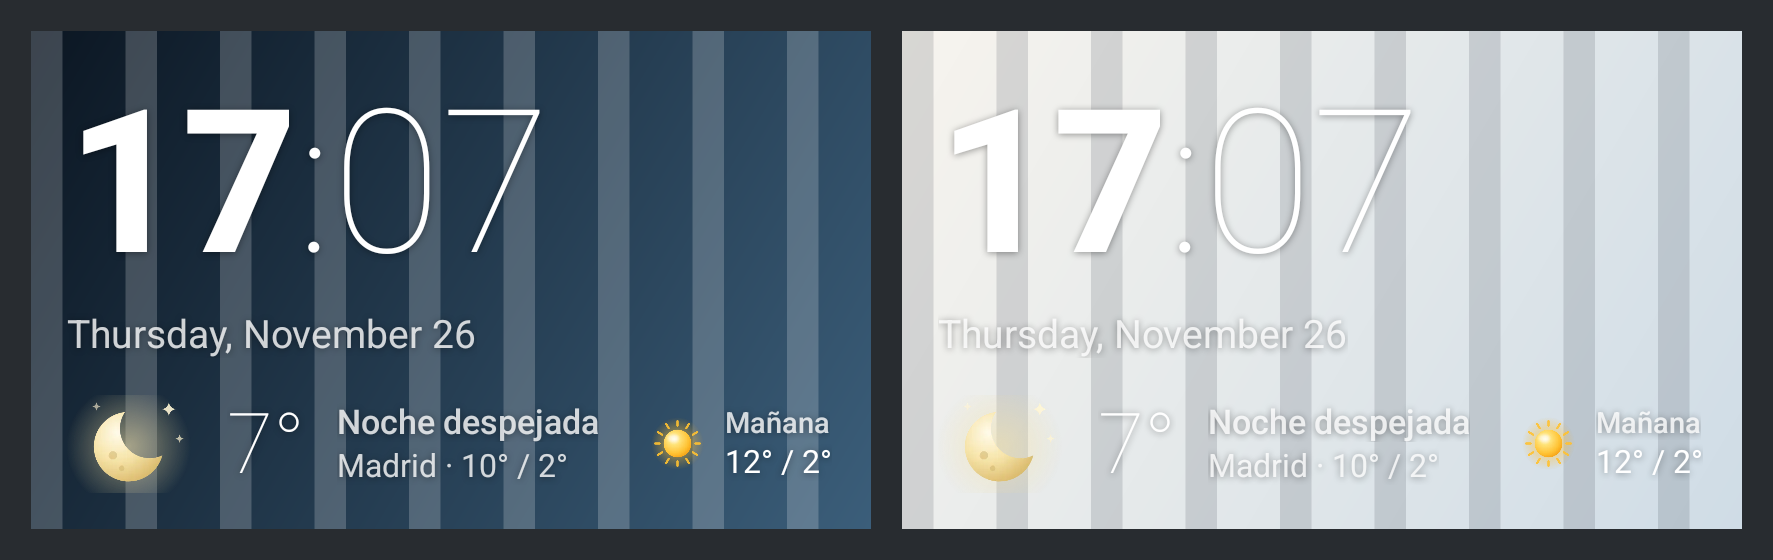 17:07
Thursday, November 26
7°
Noche despejada
Madrid · 10° / 2°
Mañana
12° / 2°
17:07
Thursday, November 26
7°
Noche despejada
Madrid · 10° / 2°
Mañana
12° / 2°